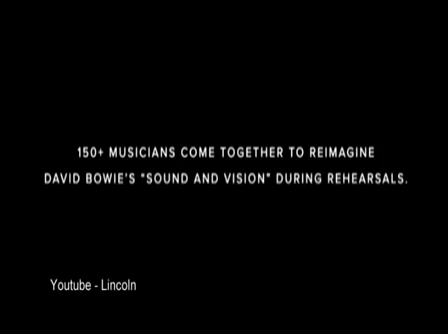 150+ MUSICIANS COME TOGETHER TO REIMAGINE
DAVID BOWIE'S "SOUND AND VISION" DURING REHEARSALS.
Youtube - Lincoln